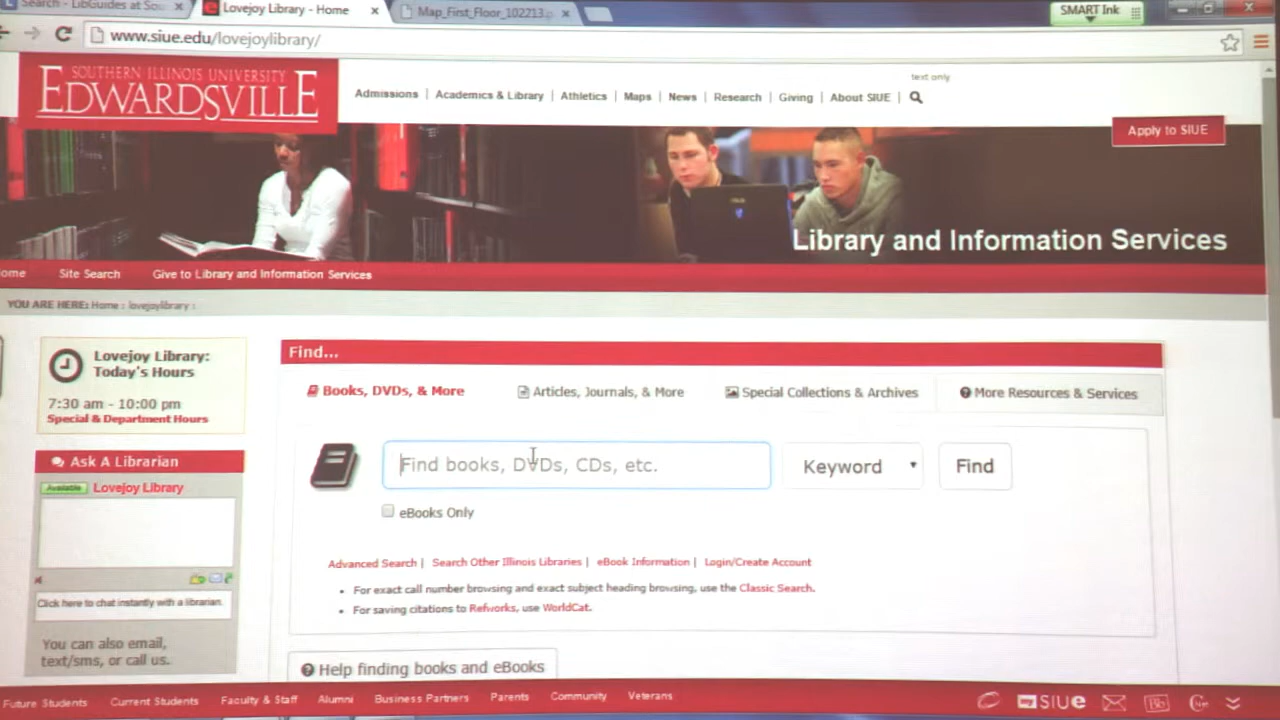 Search - LibGuides at Sou
Lovejoy Library - Home
Map_First_Floor_102213.p
SMART Ink
www.siue.edu/lovejoylibrary/
text only
SOUTHERN ILLINOIS UNIVERSITY
EDWARDSVILLE
Admissions | Academics & Library | Athletics | Maps | News | Research | Giving | About SIUE |
Apply to SIUE
Library and Information Services
ome Site Search Give to Library and Information Services
YOU ARE HERE: Home : lovejoylibrary :
Lovejoy Library:
Today's Hours
7:30 am - 10:00 pm
Special & Department Hours
Ask A Librarian
Available Lovejoy Library
Click here to chat instantly with a librarian.
You can also email,
text/sms, or call us.
Find...
Books, DVDs, & More Articles, Journals, & More Special Collections & Archives More Resources & Services
Find books, DVDs, CDs, etc. Keyword Find
eBooks Only
Advanced Search | Search Other Illinois Libraries | eBook Information | Login/Create Account
• For exact call number browsing and exact subject heading browsing, use the Classic Search.
• For saving citations to Refworks, use WorldCat.
Help finding books and eBooks
Future Students Current Students Faculty & Staff Alumni Business Partners Parents Community Veterans
my SIUe Bb